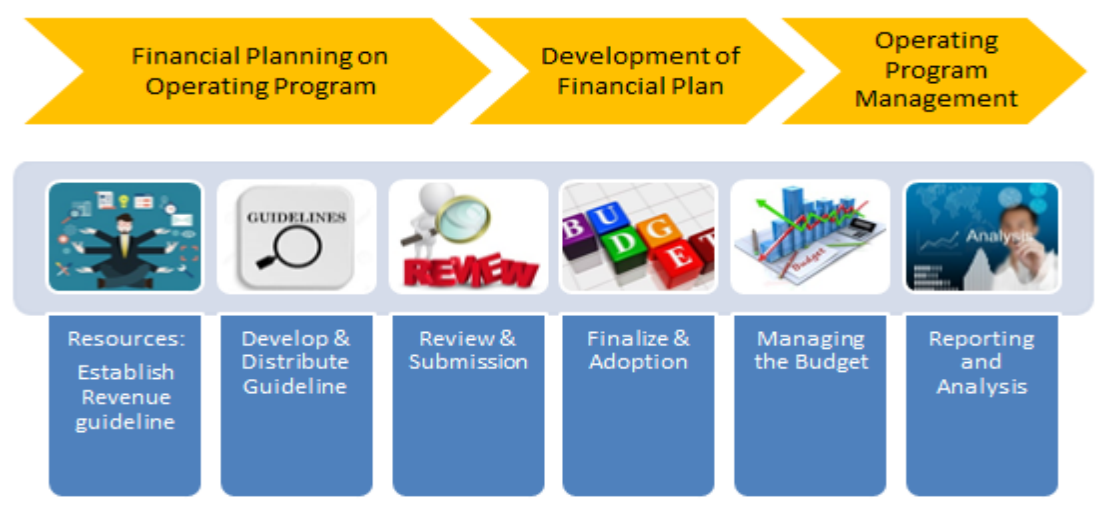 Financial Planning on
Operating Program
Development of
Financial Plan
Operating
Program
Management
GUIDELINES
REVIEW
BUDGET
Budget
Analysis
Resources:
Establish
Revenue
guideline
Develop &
Distribute
Guideline
Review &
Submission
Finalize &
Adoption
Managing
the Budget
Reporting
and
Analysis